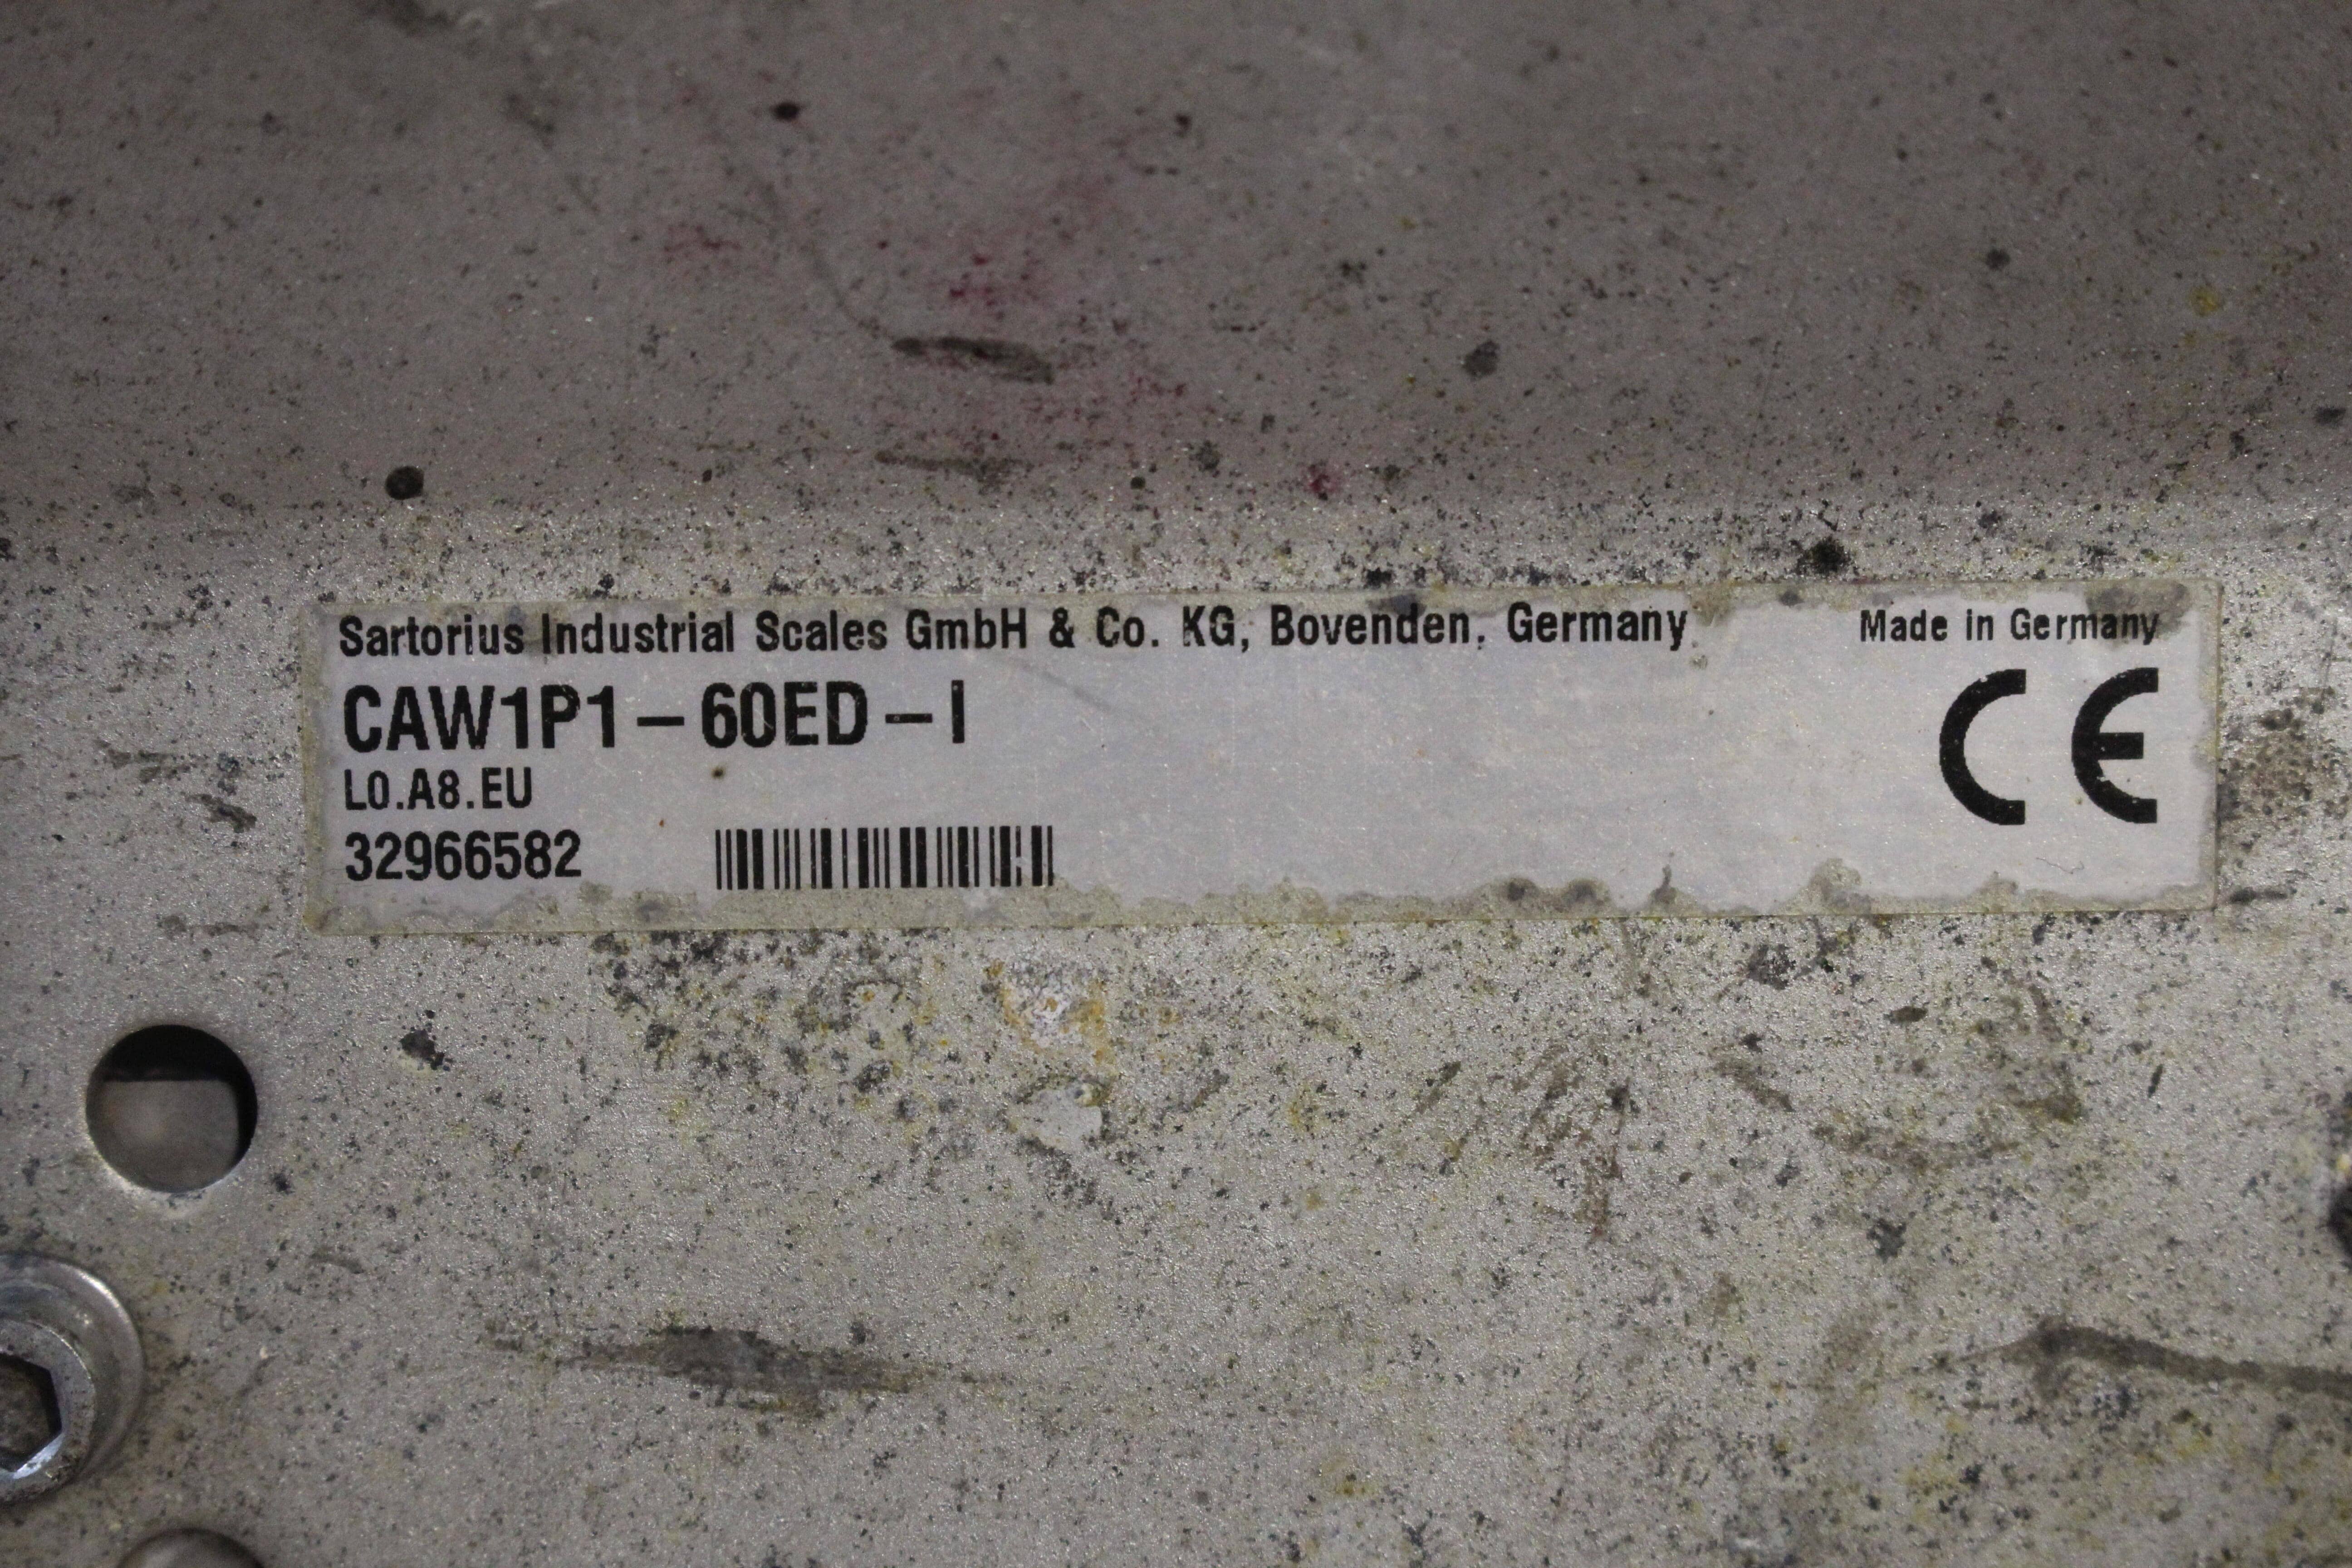 Sartorius Industrial Scales GmbH & Co. KG, Bovenden, Germany
Made in Germany
CAW1P1-60ED-I
CE
L0.A8.EU
32966582